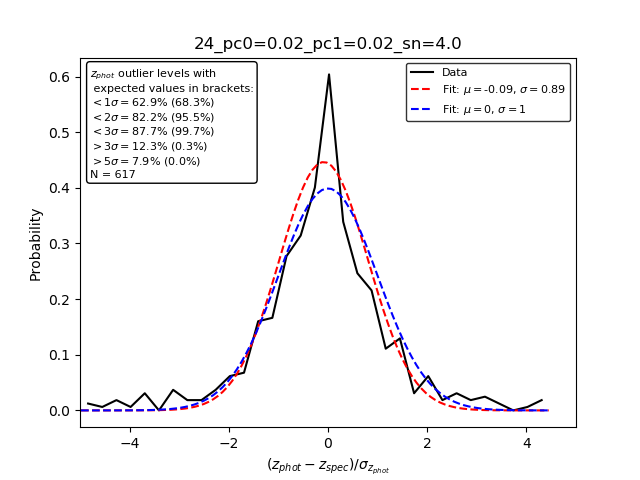 24_pc0=0.02_pc1=0.02_sn=4.0
z_phot outlier levels with
expected values in brackets:
< 1σ = 62.9% (68.3%)
< 2σ = 82.2% (95.5%)
< 3σ = 87.7% (99.7%)
> 3σ = 12.3% (0.3%)
> 5σ = 7.9% (0.0%)
N = 617
Data
Fit: μ = -0.09, σ = 0.89
Fit: μ = 0, σ = 1
Probability
0.6
0.5
0.4
0.3
0.2
0.1
0.0
−4 −2 0 2 4
(z_phot − z_spec)/σ_z_phot